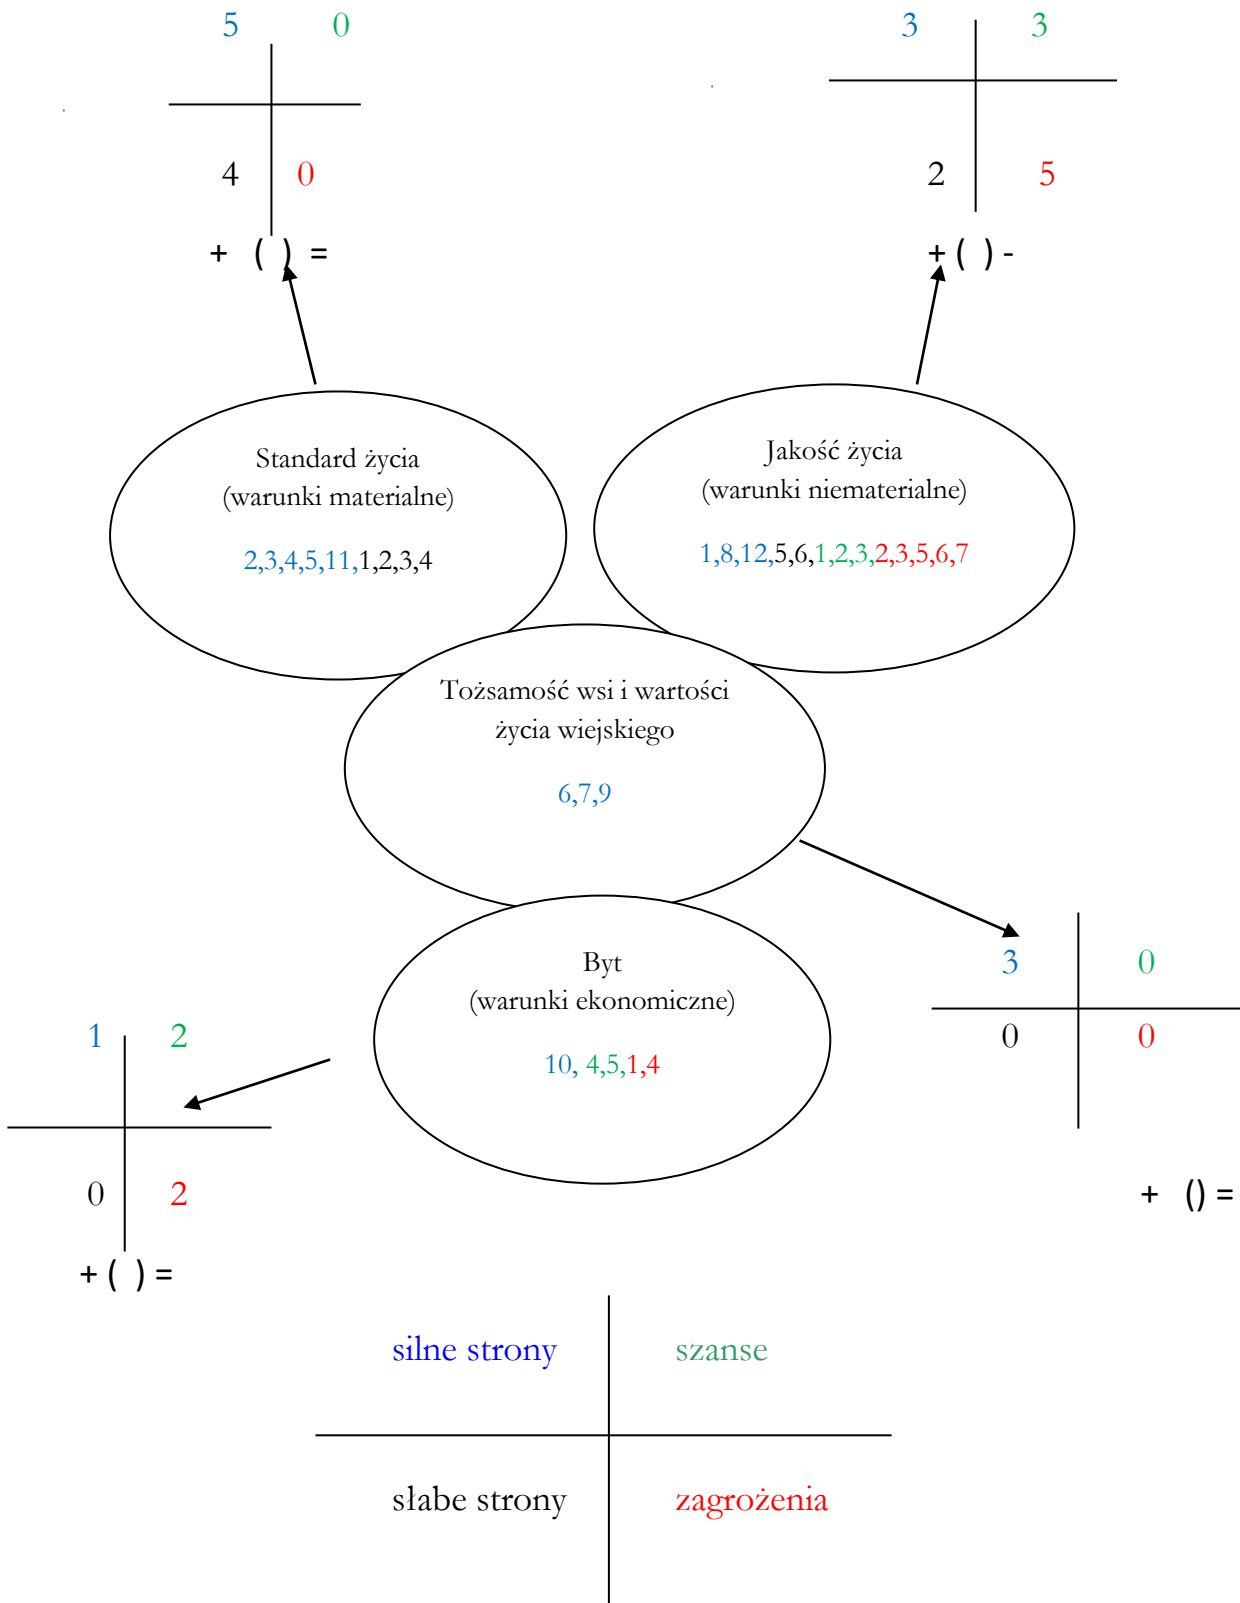 5 0
4 0
+ ( ) =
3 3
2 5
+ ( ) -
Standard życia
(warunki materialne)
2,3,4,5,11,1,2,3,4
Jakość życia
(warunki niematerialne)
1,8,12,5,6,1,2,3,2,3,5,6,7
Tożsamość wsi i wartości
życia wiejskiego
6,7,9
3 0
0 0
+ () =
Byt
(warunki ekonomiczne)
10, 4,5,1,4
1 2
0 2
+ ( ) =
silne strony szanse
słabe strony zagrożenia